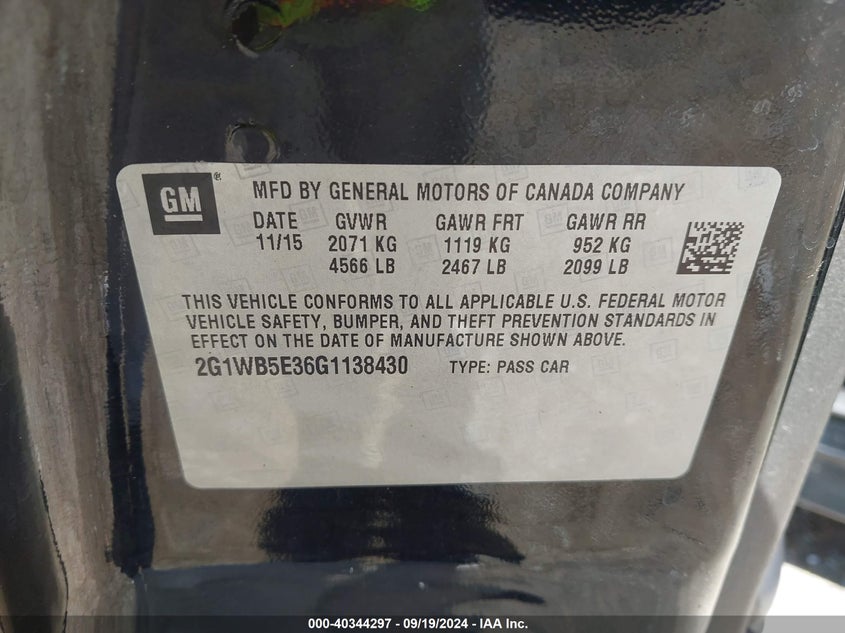 GM®
MFD BY GENERAL MOTORS OF CANADA COMPANY
DATE GVWR GAWR FRT GAWR RR
11/15 2071 KG 1119 KG 952 KG
4566 LB 2467 LB 2099 LB
THIS VEHICLE CONFORMS TO ALL APPLICABLE U.S. FEDERAL MOTOR
VEHICLE SAFETY, BUMPER, AND THEFT PREVENTION STANDARDS IN
EFFECT ON THE DATE OF MANUFACTURE SHOWN ABOVE.
2G1WB5E36G1138430 TYPE: PASS CAR
000-40344297 - 09/19/2024 - IAA Inc.